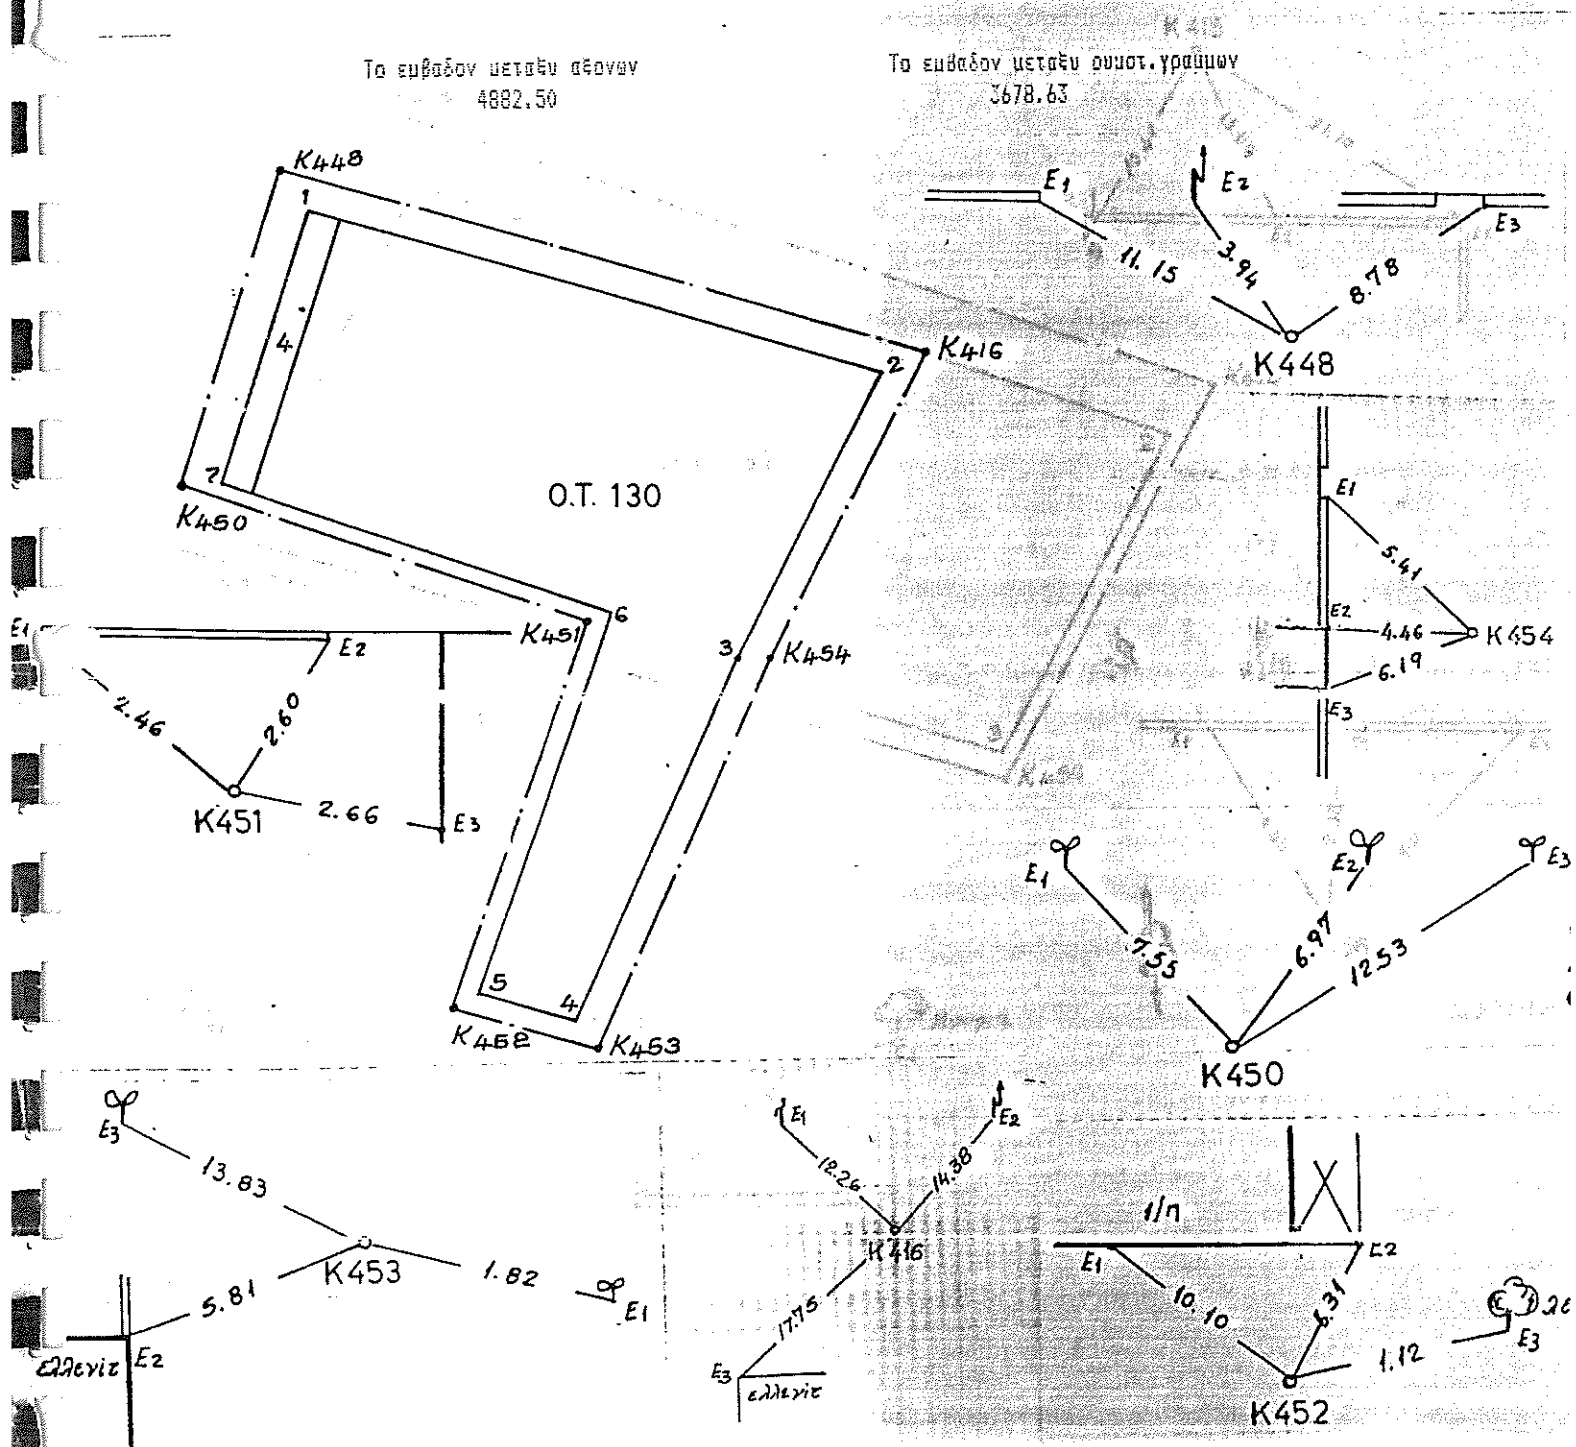 Το εμβαδον μεταξυ αξονων
4882.50
Το εμβαδον μεταξυ ρυμοτ.γραμμων
3678.63
K448
1
4
7
K450
2
K416
Ο.Τ. 130
6
K451
3
K454
5
4
K452
K453
E1
E2
E3
11.15
3.94
8.78
K448
E1
E2
E3
5.41
4.46
6.19
K454
E1
E2
E3
2.46
2.60
2.66
K451
E1
E2
E3
7.55
6.97
12.53
K450
E3
13.83
K453
1.82
E1
5.81
E2
ελλενίτ
E1
E2
12.26
14.38
K416
17.75
E3
ελλενίτ
1/π
E1
E2
10.10
6.31
1.12
E3
K452